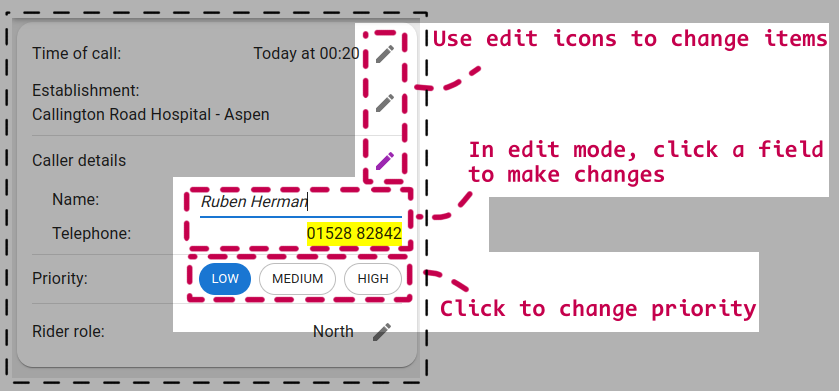 Time of call: Today at 00:20
Use edit icons to change items
Establishment:
Callington Road Hospital - Aspen
Caller details
In edit mode, click a field
to make changes
Name: Ruben Herman
Telephone: 01528 82842
Priority: LOW MEDIUM HIGH
Click to change priority
Rider role: North